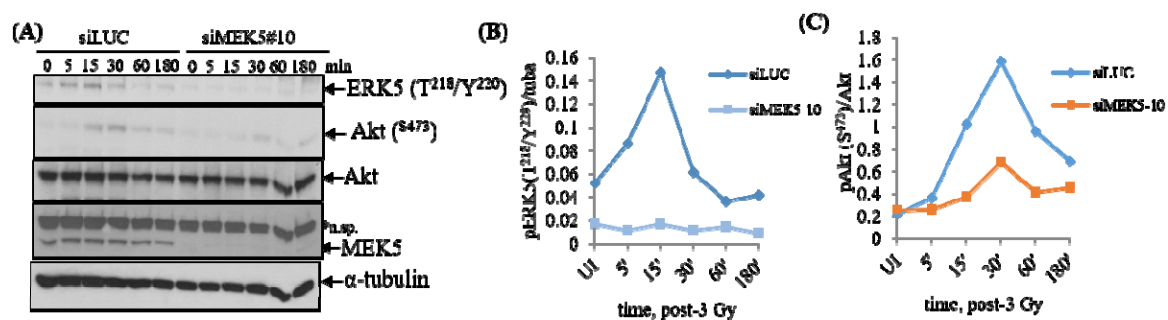 (A)
siLUC siMEK5#10
0 5 15 30 60 180 0 5 15 30 60 180 min
ERK5 (T218/Y220)
Akt (S473)
Akt
*n.sp.
MEK5
α-tubulin
(B)
pERK5(T218/Y220)/tuba
0.16
0.14
0.12
0.1
0.08
0.06
0.04
0.02
0
siLUC
siMEK5-10
UI 5' 15' 30' 60' 180'
time, post-3 Gy
(C)
pAkt (S473)/Akt
1.8
1.6
1.4
1.2
1
0.8
0.6
0.4
0.2
0
siLUC
siMEK5-10
UI 5' 15' 30' 60' 180'
time, post-3 Gy